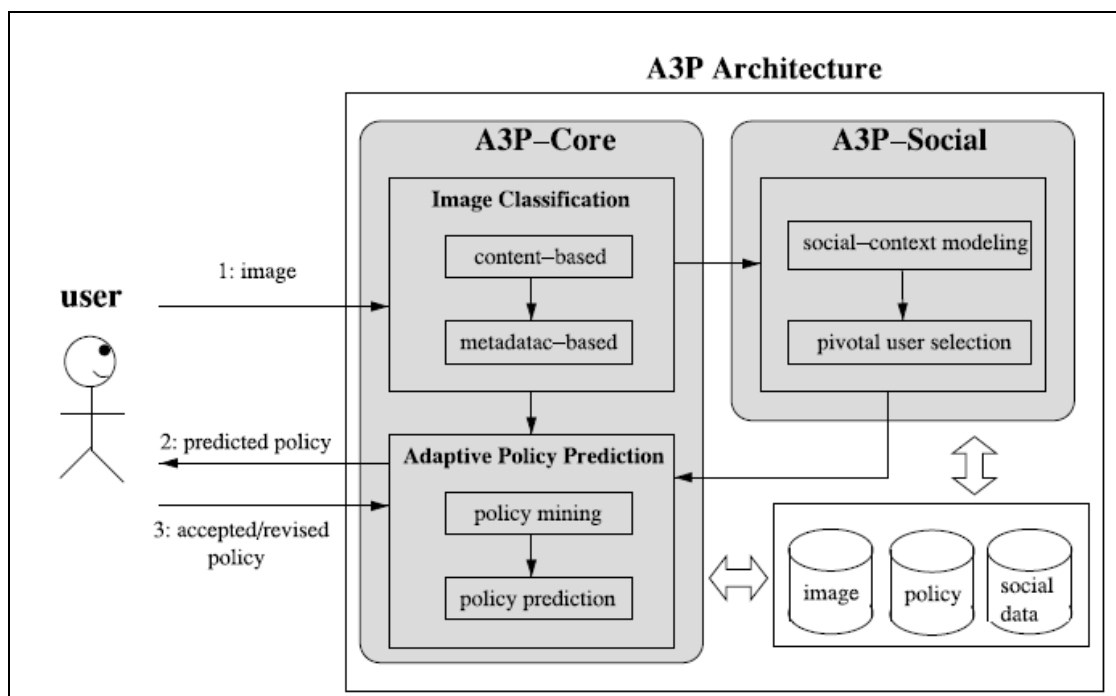 A3P Architecture
A3P–Core
Image Classification
content–based
metadatac–based
Adaptive Policy Prediction
policy mining
policy prediction
A3P–Social
social–context modeling
pivotal user selection
user
1: image
2: predicted policy
3: accepted/revised
policy
image
policy
social
data